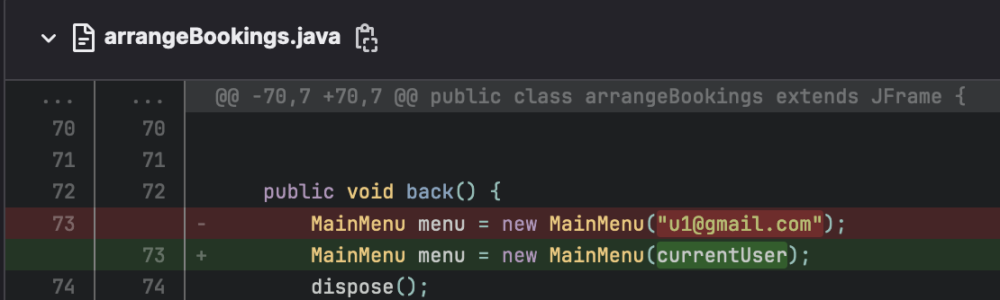 arrangeBookings.java
... ... @@ -70,7 +70,7 @@ public class arrangeBookings extends JFrame {
70 70
71 71
72 72 public void back() {
73 - MainMenu menu = new MainMenu("u1@gmail.com");
73 + MainMenu menu = new MainMenu(currentUser);
74 74 dispose();